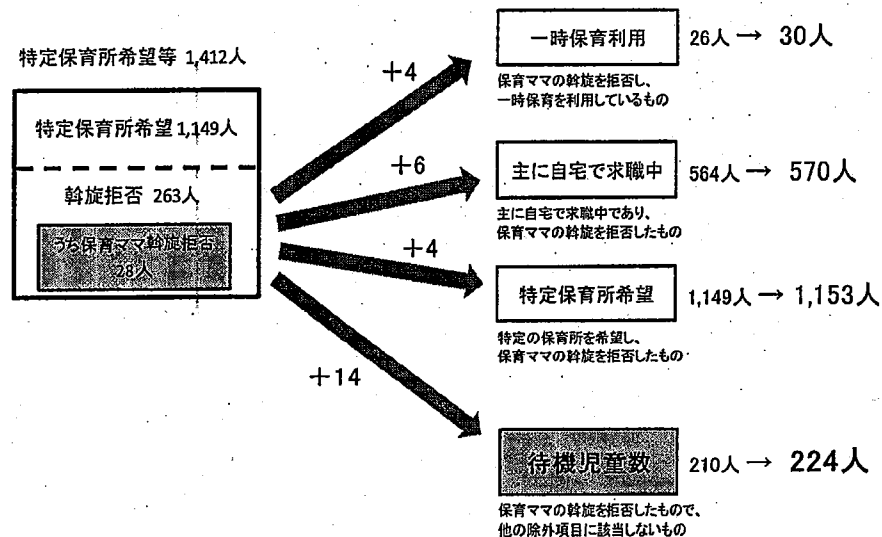 特定保育所希望等 1,412人
特定保育所希望 1,149人
斡旋拒否 263人
うち保育ママ斡旋拒否
28人
+4
一時保育利用
26人 → 30人
保育ママの斡旋を拒否し、
一時保育を利用しているもの
+6
主に自宅で求職中
564人 → 570人
主に自宅で求職中であり、
保育ママの斡旋を拒否したもの
+4
特定保育所希望
1,149人 → 1,153人
特定の保育所を希望し、
保育ママの斡旋を拒否したもの
+14
待機児童数
210人 → 224人
保育ママの斡旋を拒否したもので、
他の除外項目に該当しないもの